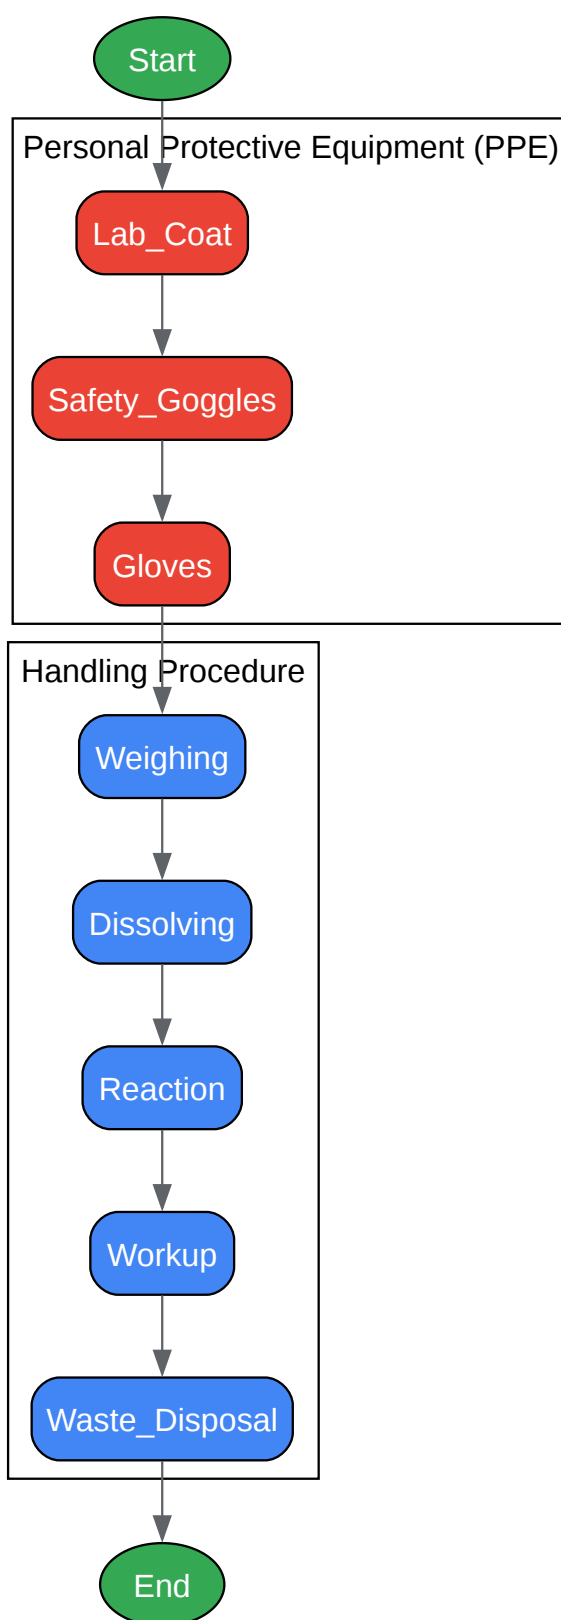 Start
Personal Protective Equipment (PPE)
Lab_Coat
Safety_Goggles
Gloves
Handling Procedure
Weighing
Dissolving
Reaction
Workup
Waste_Disposal
End